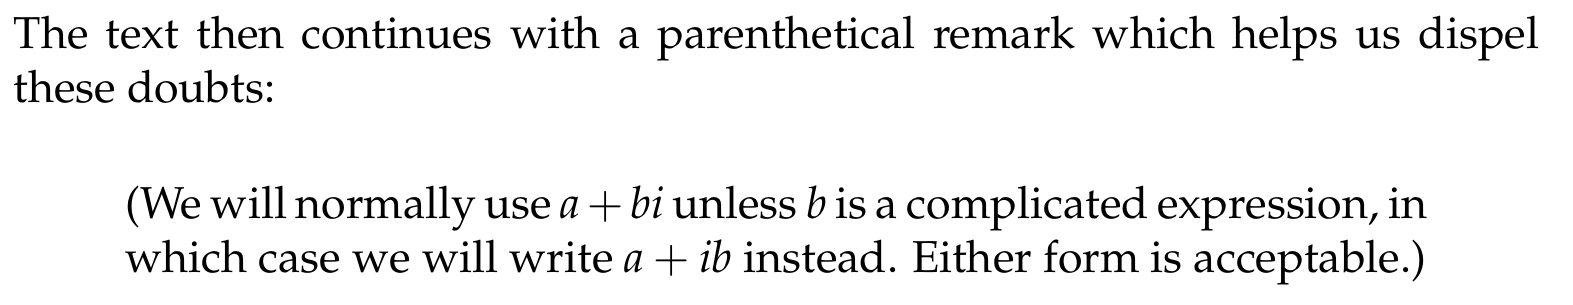 The text then continues with a parenthetical remark which helps us dispel
these doubts:
(We will normally use a + bi unless b is a complicated expression, in
which case we will write a + ib instead. Either form is acceptable.)